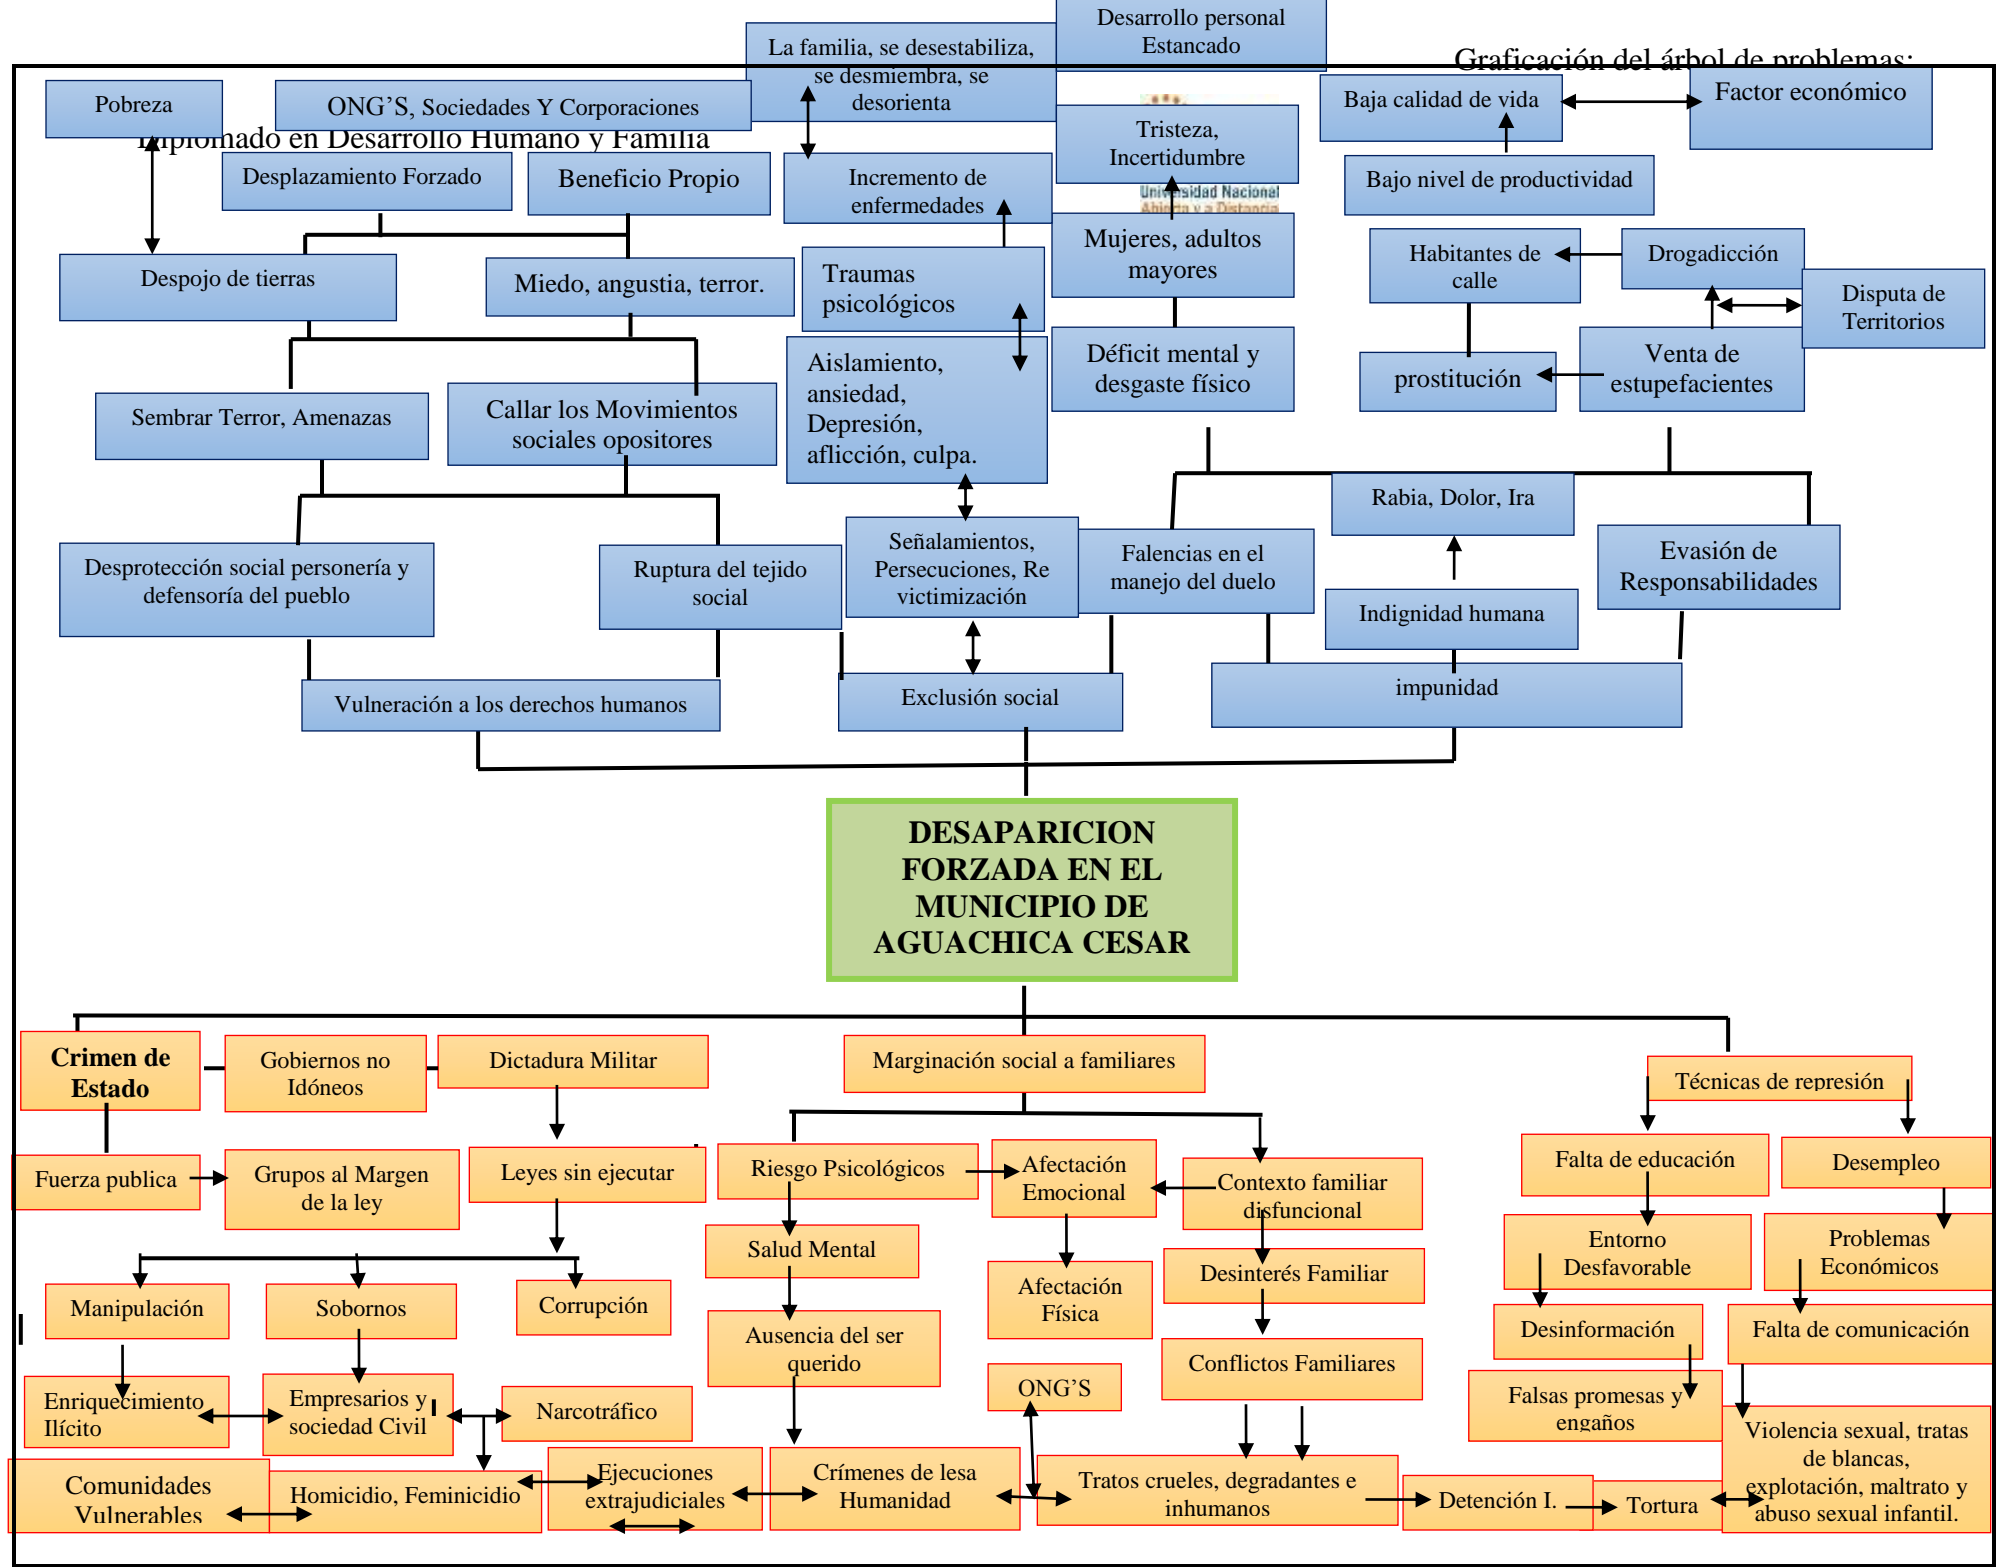 Desarrollo personal
Estancado
La familia, se desestabiliza,
se desmiembra, se
desorienta
Graficación del árbol de problemas:
Pobreza
ONG'S, Sociedades Y Corporaciones
Baja calidad de vida
Factor económico
Diplomado en Desarrollo Humano y Familia
Tristeza,
Incertidumbre
Desplazamiento Forzado
Beneficio Propio
Incremento de
enfermedades
Bajo nivel de productividad
Universidad Nacional
Abierta y a Distancia
Mujeres, adultos
mayores
Habitantes de
calle
Drogadicción
Despojo de tierras
Miedo, angustia, terror.
Traumas
psicológicos
Disputa de
Territorios
Aislamiento,
ansiedad,
Depresión,
aflicción, culpa.
Déficit mental y
desgaste físico
prostitución
Venta de
estupefacientes
Sembrar Terror, Amenazas
Callar los Movimientos
sociales opositores
Rabia, Dolor, Ira
Señalamientos,
Persecuciones, Re
victimización
Falencias en el
manejo del duelo
Evasión de
Responsabilidades
Desprotección social personería y
defensoría del pueblo
Ruptura del tejido
social
Indignidad humana
Vulneración a los derechos humanos
Exclusión social
impunidad
DESAPARICION
FORZADA EN EL
MUNICIPIO DE
AGUACHICA CESAR
Crimen de
Estado
Gobiernos no
Idóneos
Dictadura Militar
Marginación social a familiares
Técnicas de represión
Fuerza publica
Grupos al Margen
de la ley
Leyes sin ejecutar
Riesgo Psicológicos
Afectación
Emocional
Contexto familiar
disfuncional
Falta de educación
Desempleo
Salud Mental
Afectación
Física
Desinterés Familiar
Entorno
Desfavorable
Problemas
Económicos
Manipulación
Sobornos
Corrupción
Ausencia del ser
querido
Conflictos Familiares
Desinformación
Falta de comunicación
Enriquecimiento
Ilícito
Empresarios y
sociedad Civil
Narcotráfico
ONG'S
Falsas promesas y
engaños
Comunidades
Vulnerables
Homicidio, Feminicidio
Ejecuciones
extrajudiciales
Crímenes de lesa
Humanidad
Tratos crueles, degradantes e
inhumanos
Detención I.
Tortura
Violencia sexual, tratas
de blancas,
explotación, maltrato y
abuso sexual infantil.